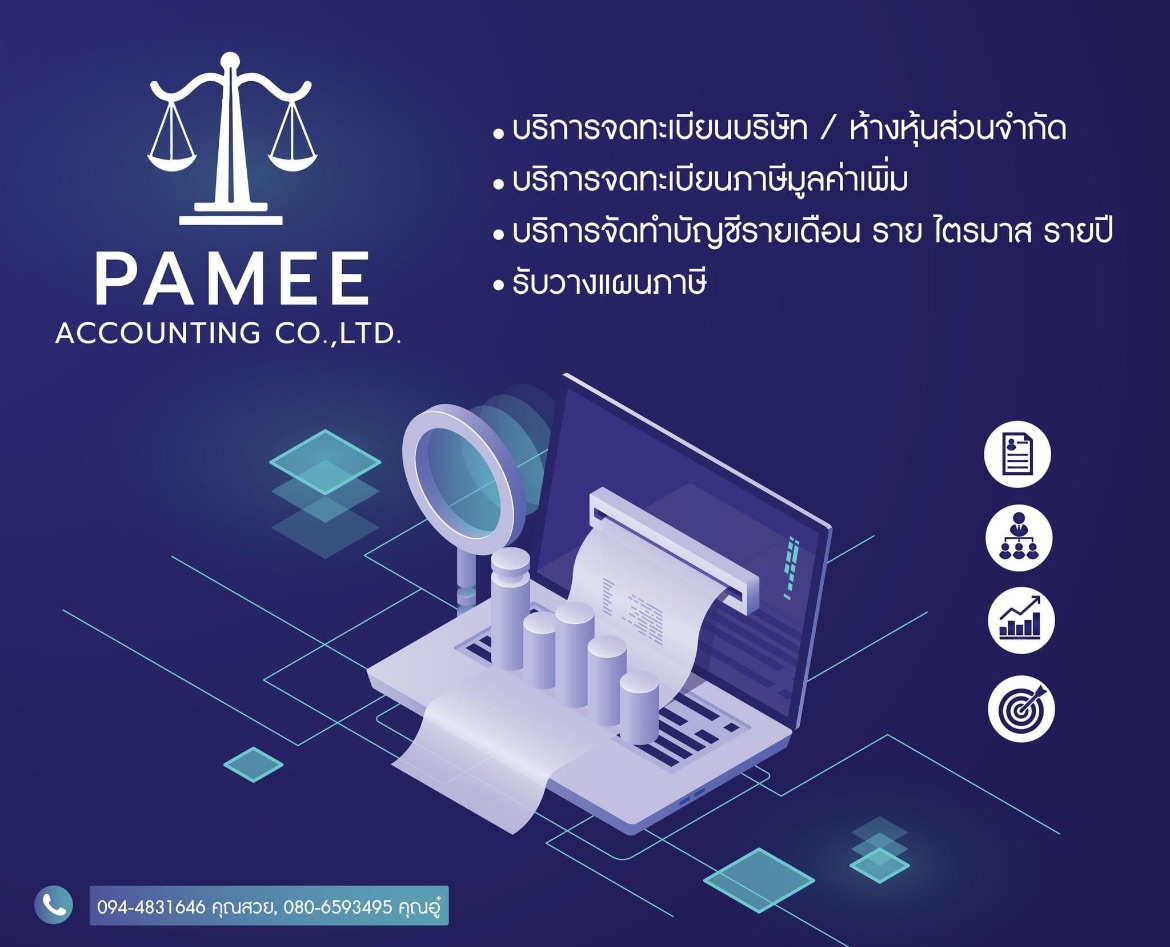 PAMEE
ACCOUNTING CO.,LTD.
• บริการจดทะเบียนบริษัท / ห้างหุ้นส่วนจำกัด
• บริการจดทะเบียนภาษีมูลค่าเพิ่ม
• บริการจัดทำบัญชีรายเดือน ราย ไตรมาส รายปี
• รับวางแผนภาษี
094-4831646 คุณสวย, 080-6593495 คุณอู๋